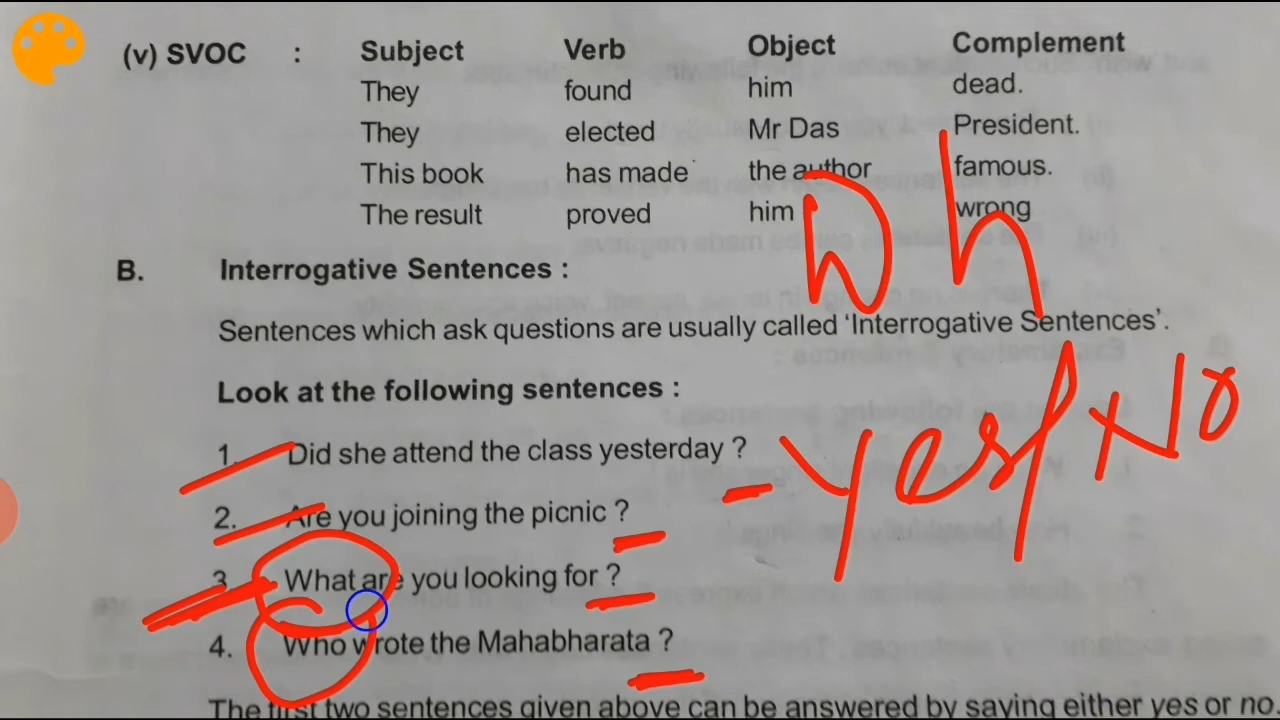 (v) SVOC : Subject Verb Object Complement
They found him dead.
They elected Mr Das President.
This book has made the author famous.
The result proved him wrong
B. Interrogative Sentences :
Sentences which ask questions are usually called ‘Interrogative Sentences’.
Look at the following sentences :
1. Did she attend the class yesterday ?
2. Are you joining the picnic ?
3. What are you looking for ?
4. Who wrote the Mahabharata ?
The first two sentences given above can be answered by saying either yes or no.
Wh
- Yes/No